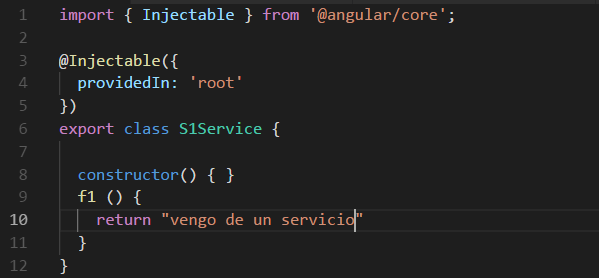 1 import { Injectable } from '@angular/core';
2
3 @Injectable({
4 providedIn: 'root'
5 })
6 export class S1Service {
7
8 constructor() { }
9 f1 () {
10 return "vengo de un servicio"
11 }
12 }